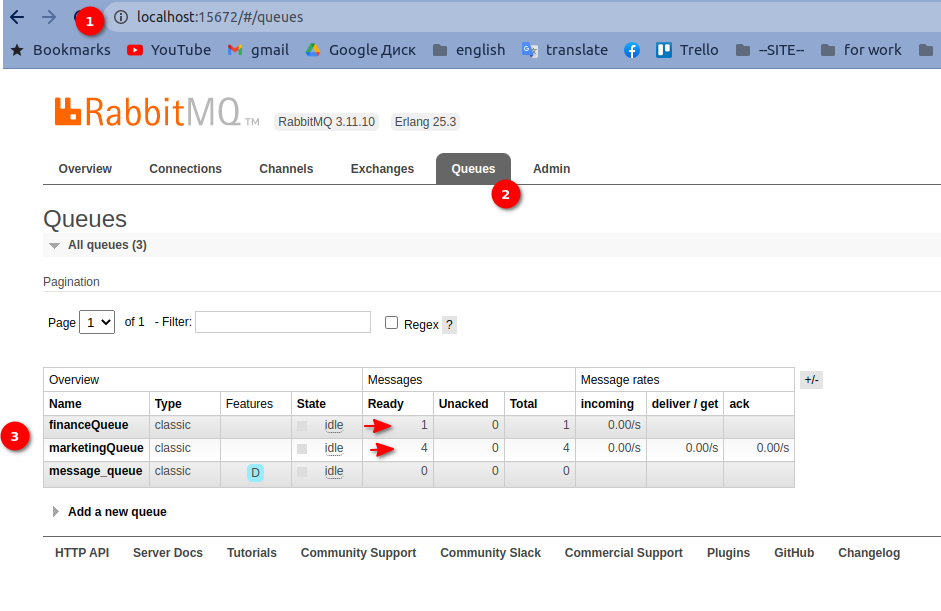 1
localhost:15672/#/queues
Bookmarks YouTube gmail Google Диск english translate Trello --SITE-- for work
RabbitMQ TM RabbitMQ 3.11.10 Erlang 25.3
Overview Connections Channels Exchanges Queues Admin
2
Queues
All queues (3)
Pagination
Page 1 of 1 - Filter: Regex ?
Overview Messages Message rates +/-
Name Type Features State Ready Unacked Total incoming deliver / get ack
financeQueue classic idle 1 0 1 0.00/s
3
marketingQueue classic idle 4 0 4 0.00/s 0.00/s 0.00/s
message_queue classic D idle 0 0 0
Add a new queue
HTTP API Server Docs Tutorials Community Support Community Slack Commercial Support Plugins GitHub Changelog